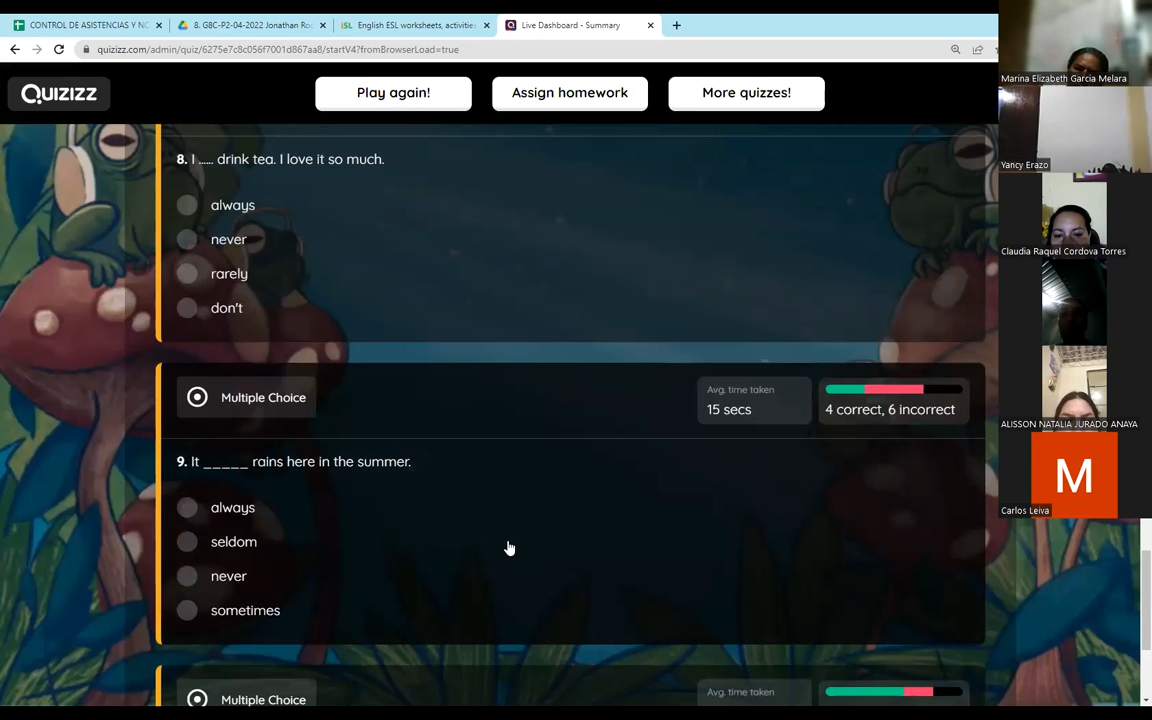 CONTROL DE ASISTENCIAS Y NO
8. G8C-P2-04-2022 Jonathan Ro
English ESL worksheets, activitie
Live Dashboard - Summary
quizizz.com/admin/quiz/6275e7c8c056f7001d867aa8/startV4?fromBrowserLoad=true
QUIZIZZ
Play again!
Assign homework
More quizzes!
8. I ...... drink tea. I love it so much.
always
never
rarely
don't
Multiple Choice
Avg. time taken
15 secs
4 correct, 6 incorrect
9. It _____ rains here in the summer.
always
seldom
never
sometimes
Multiple Choice
Avg. time taken
Marina Elizabeth Garcia Melara
Yancy Erazo
Claudia Raquel Cordova Torres
ALISSON NATALIA JURADO ANAYA
M
Carlos Leiva